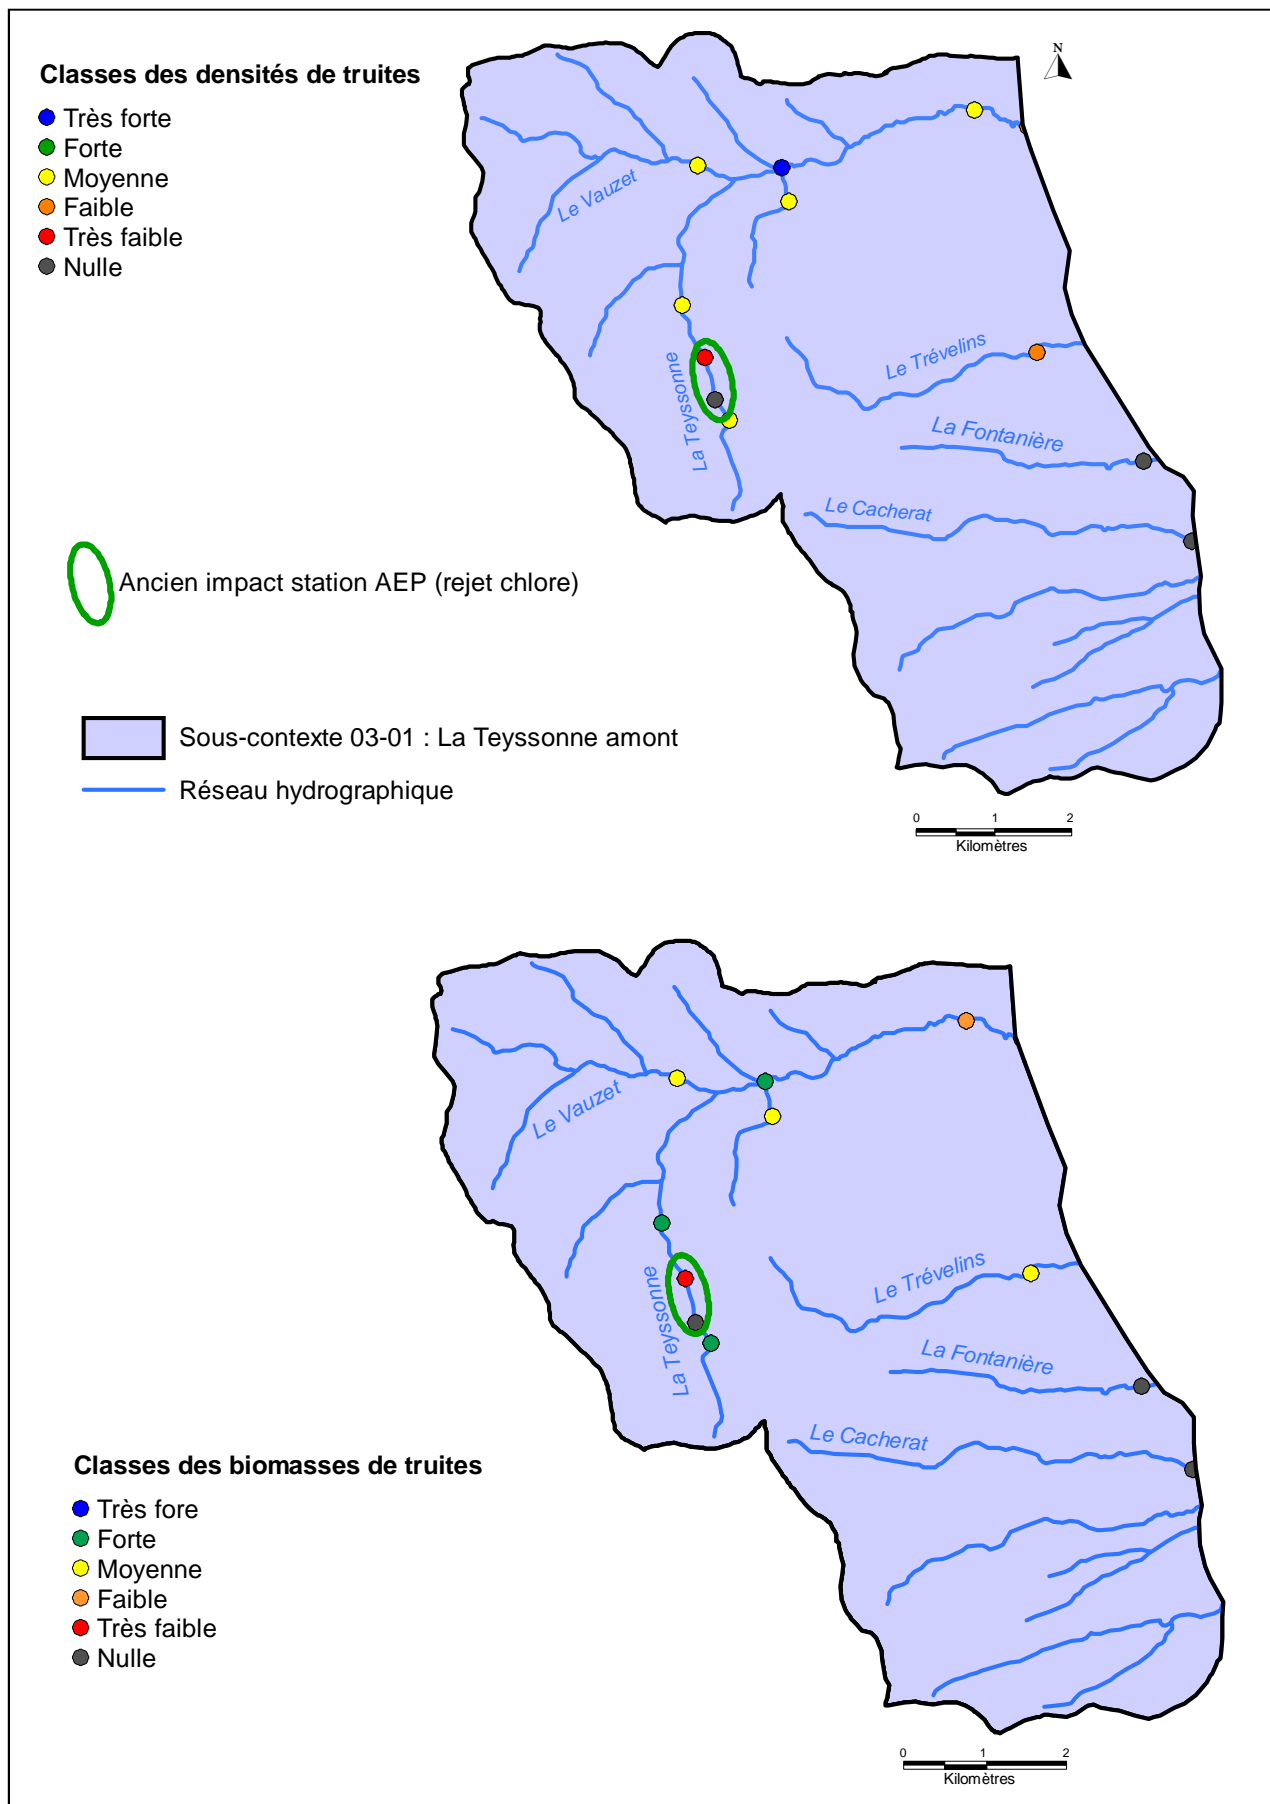 Classes des densités de truites
Très forte
Forte
Moyenne
Faible
Très faible
Nulle
N
Le Vauzet
La Teyssonne
Le Trévelins
La Fontanière
Le Cacherat
Ancien impact station AEP (rejet chlore)
Sous-contexte 03-01 : La Teyssonne amont
Réseau hydrographique
0 1 2
Kilomètres
Le Vauzet
La Teyssonne
Le Trévelins
La Fontanière
Le Cacherat
Classes des biomasses de truites
Très fore
Forte
Moyenne
Faible
Très faible
Nulle
0 1 2
Kilomètres